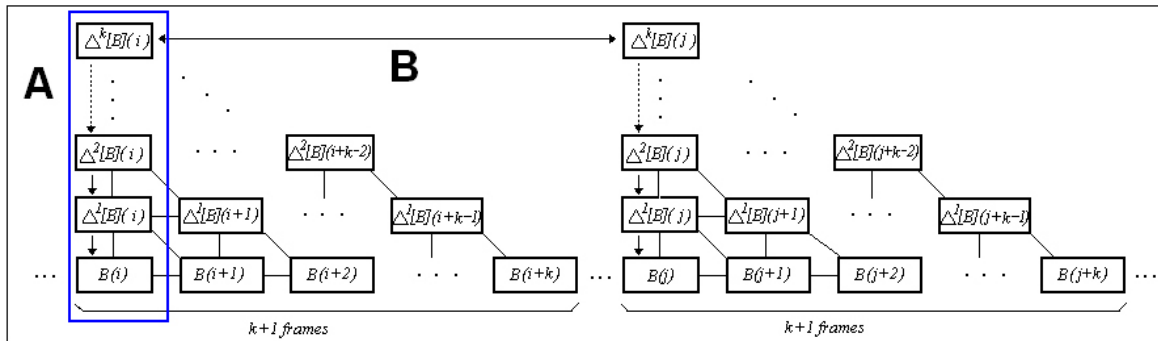 △ᵏ[B](i) △ᵏ[B](j)
A B
△²[B](i) . . . △²[B](i+k-2) △²[B](j) . . . △²[B](j+k-2)
△¹[B](i) △¹[B](i+1) . . . △¹[B](i+k-1) △¹[B](j) △¹[B](j+1) . . . △¹[B](j+k-1)
... B(i) B(i+1) B(i+2) . . . B(i+k) ... B(j) B(j+1) B(j+2) . . . B(j+k) ...
k+1 frames k+1 frames